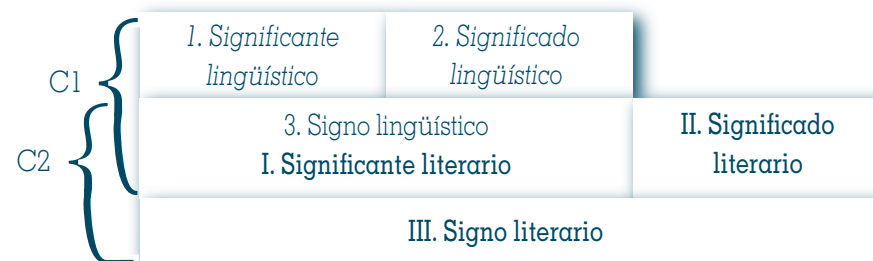 1. Significante
lingüístico
2. Significado
lingüístico
C1
3. Signo lingüístico
I. Significante literario
II. Significado
literario
C2
III. Signo literario